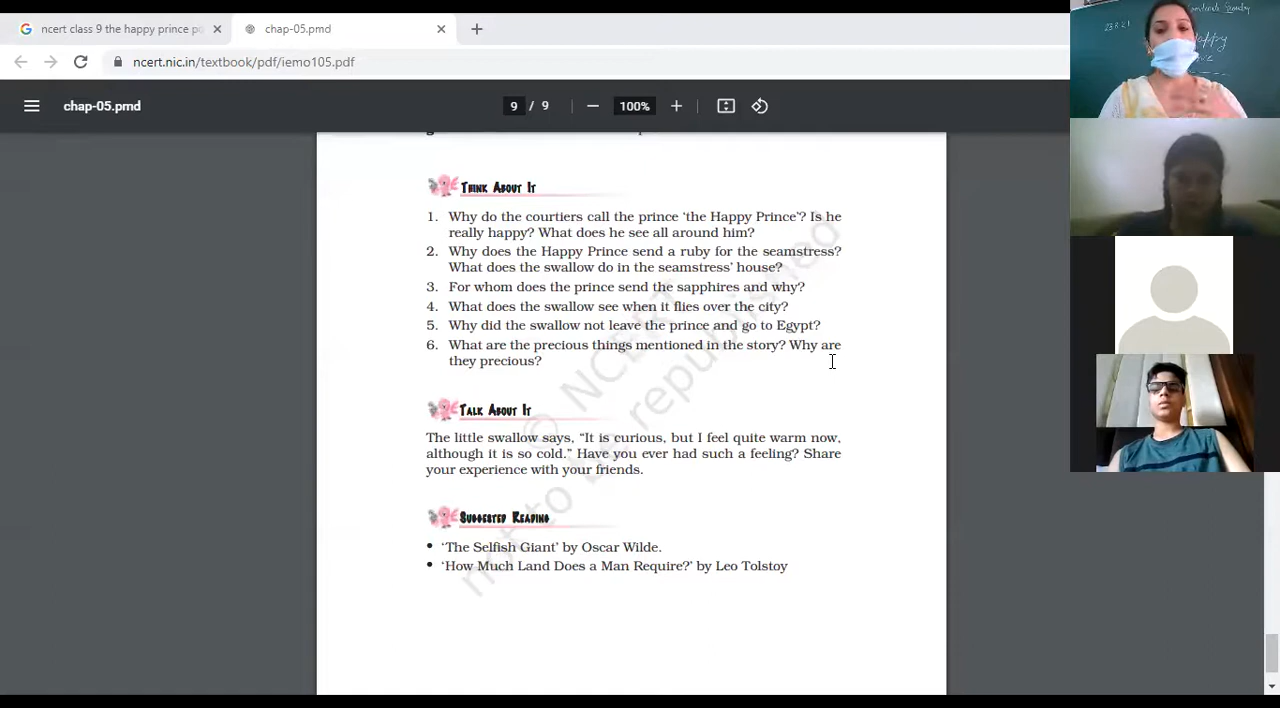 ncert class 9 the happy prince po
chap-05.pmd
ncert.nic.in/textbook/pdf/iemo105.pdf
chap-05.pmd
9 / 9
100%
Think About It
1. Why do the courtiers call the prince ‘the Happy Prince’? Is he
really happy? What does he see all around him?
2. Why does the Happy Prince send a ruby for the seamstress?
What does the swallow do in the seamstress’ house?
3. For whom does the prince send the sapphires and why?
4. What does the swallow see when it flies over the city?
5. Why did the swallow not leave the prince and go to Egypt?
6. What are the precious things mentioned in the story? Why are
they precious?
Talk About It
The little swallow says, “It is curious, but I feel quite warm now,
although it is so cold.” Have you ever had such a feeling? Share
your experience with your friends.
Suggested Reading
• ‘The Selfish Giant’ by Oscar Wilde.
• ‘How Much Land Does a Man Require?’ by Leo Tolstoy
© NCERT
not to be republished
Happy